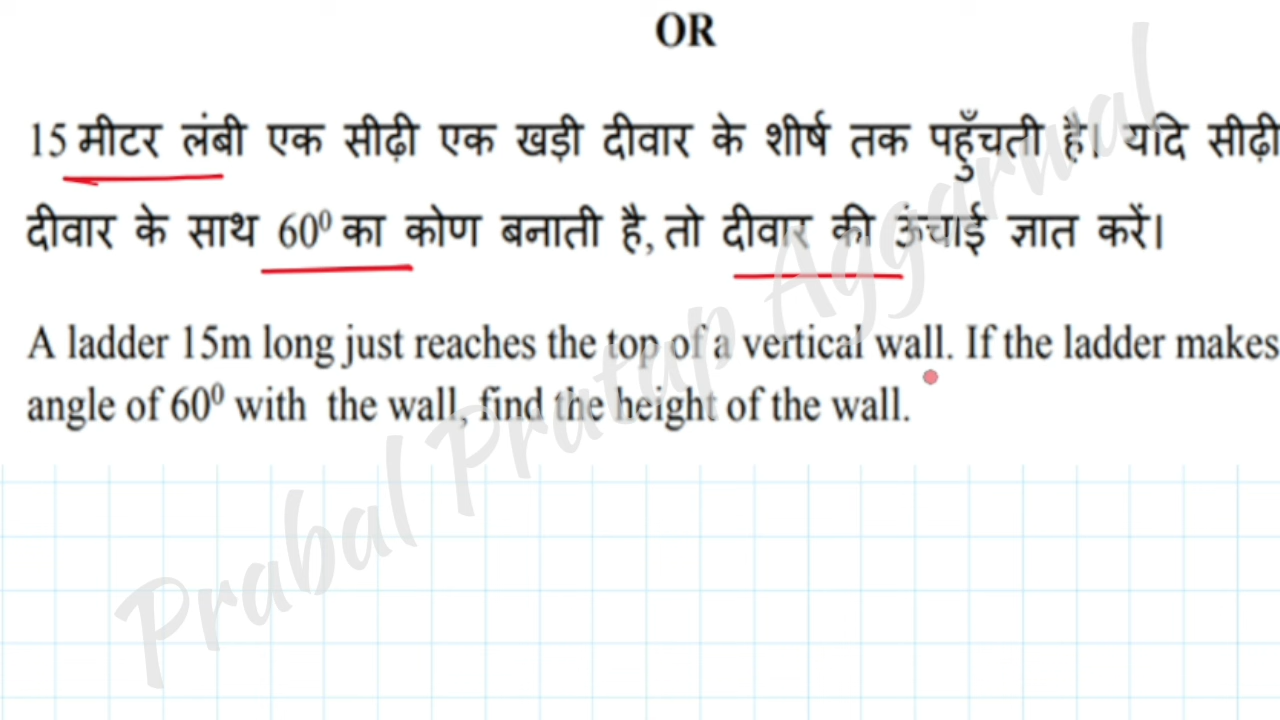 OR
15 मीटर लंबी एक सीढ़ी एक खड़ी दीवार के शीर्ष तक पहुँचती है। यदि सीढ़ी
दीवार के साथ 60⁰ का कोण बनाती है, तो दीवार की ऊंचाई ज्ञात करें।
A ladder 15m long just reaches the top of a vertical wall. If the ladder makes
angle of 60⁰ with the wall, find the height of the wall.
Prabal Pratap Aggarwal